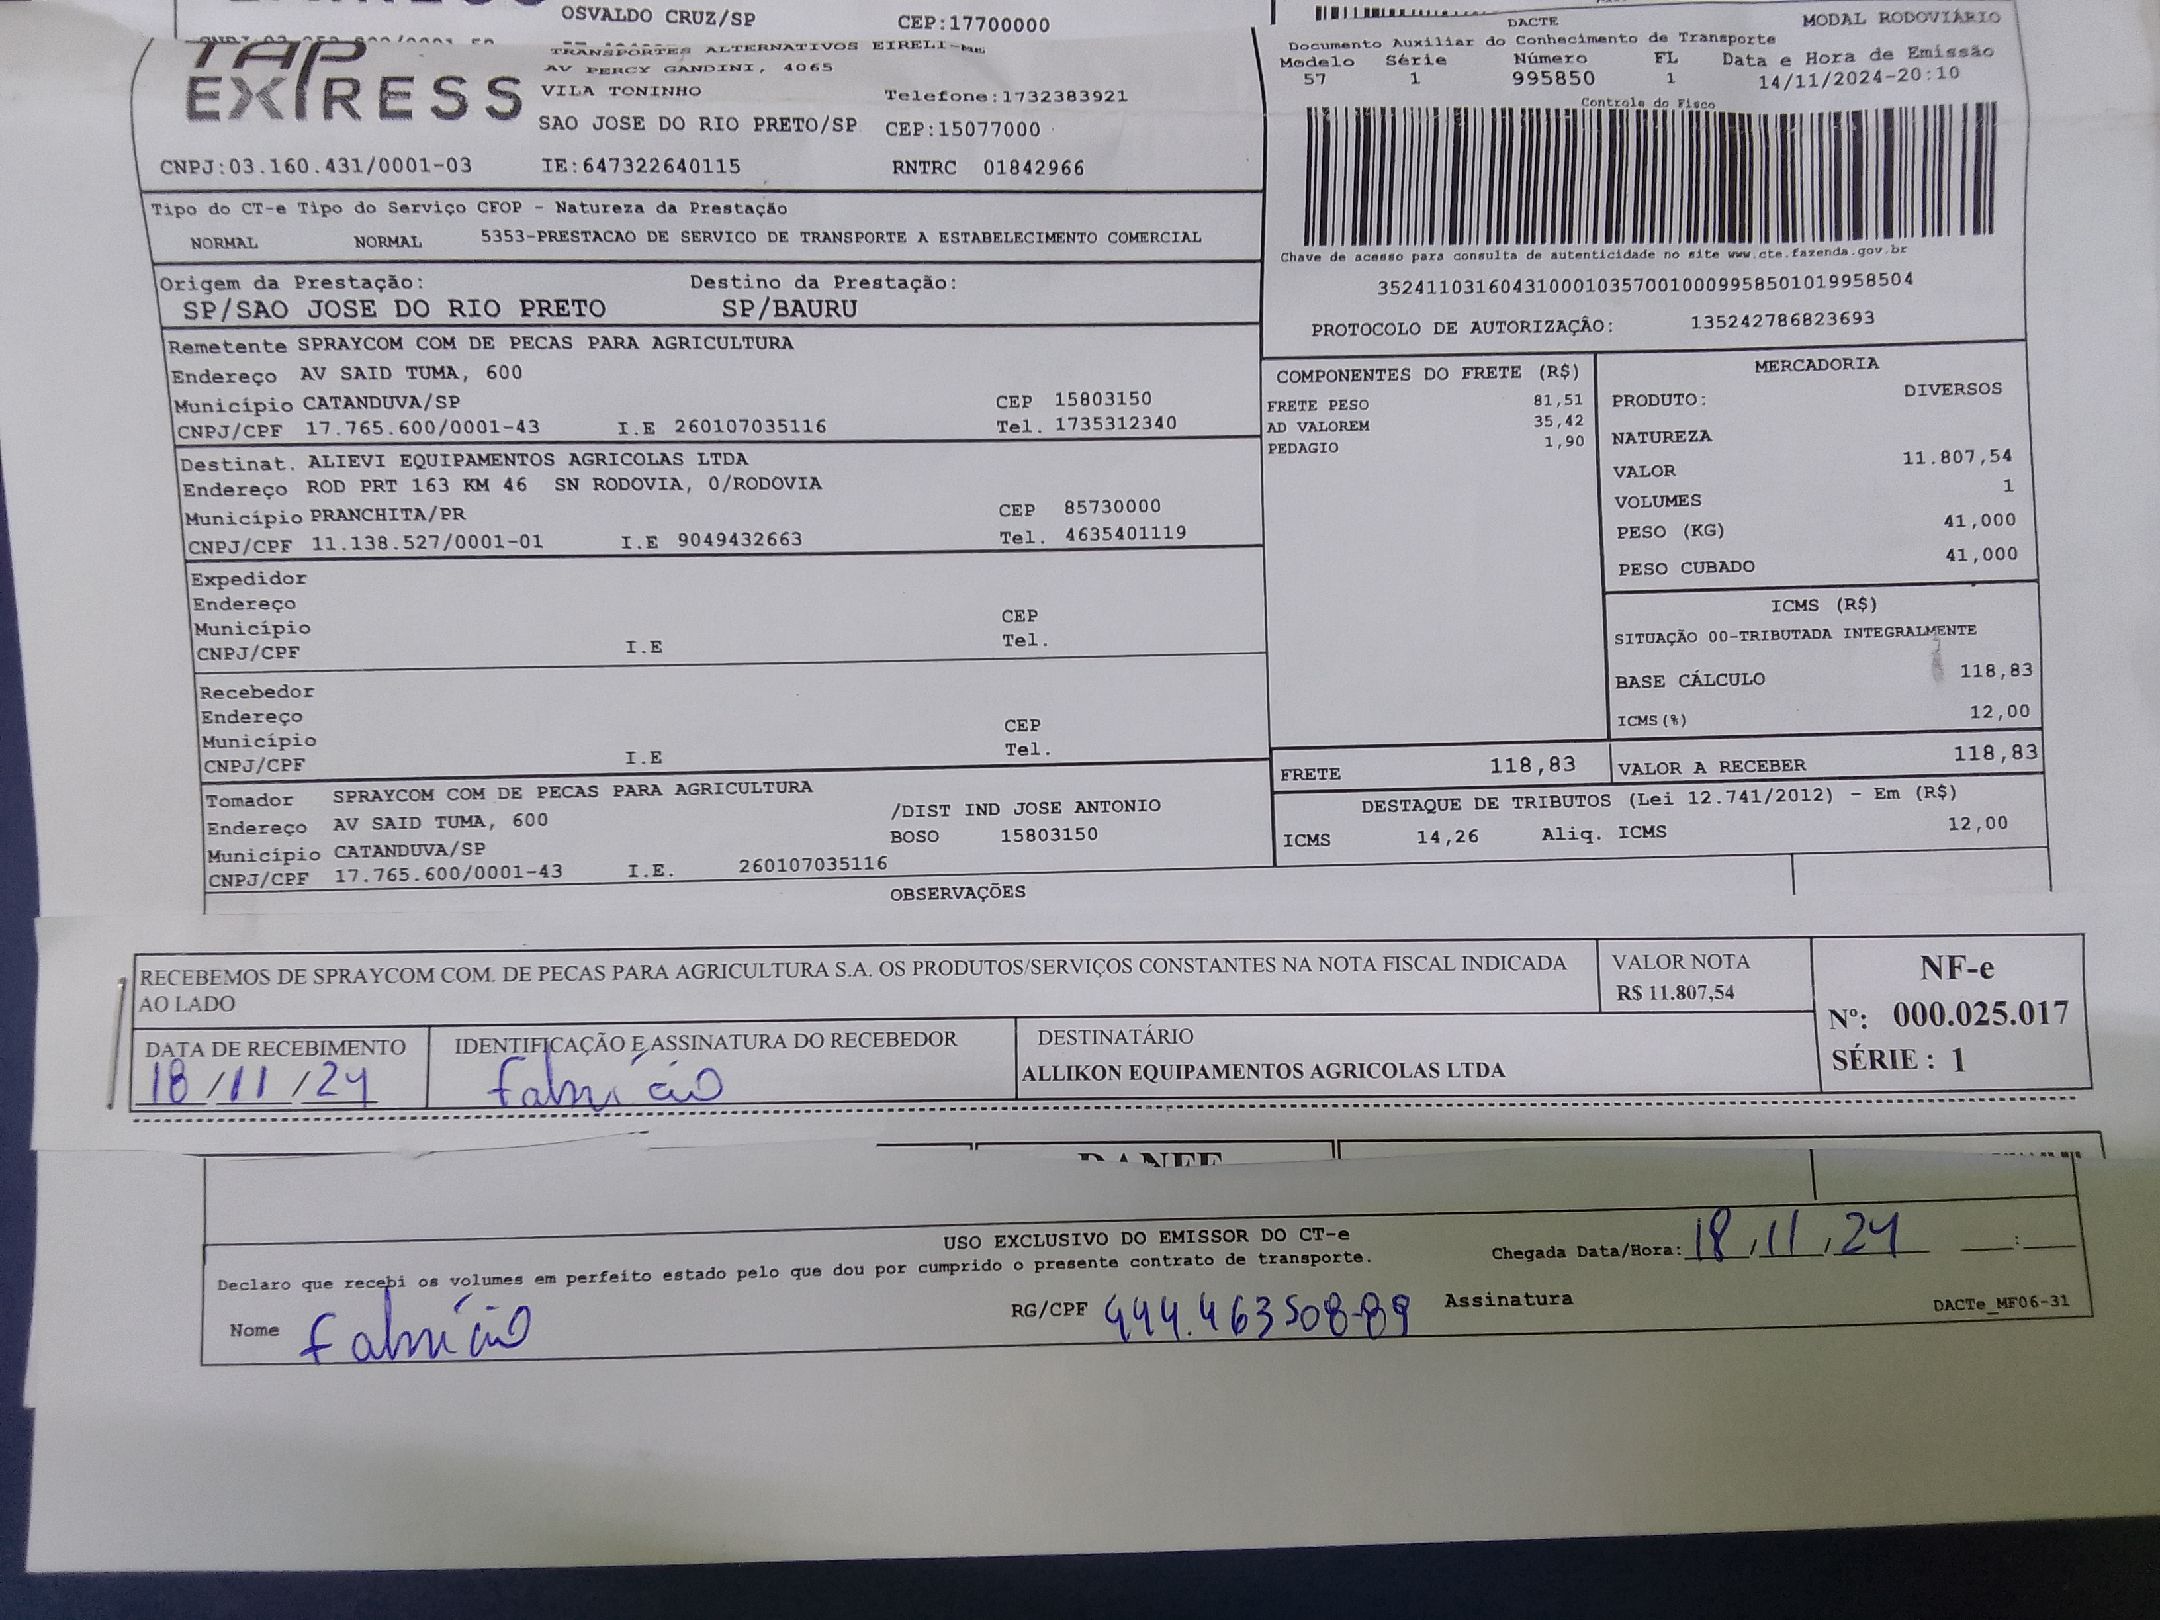 OSVALDO CRUZ/SP CEP:17700000
TAP EXPRESS
TRANSPORTES ALTERNATIVOS EIRELI-ME
AV PERCY GANDINI, 4065
VILA TONINHO Telefone:1732383921
SAO JOSE DO RIO PRETO/SP CEP:15077000
CNPJ:03.160.431/0001-03 IE:647322640115 RNTRC 01842966
DACTE MODAL RODOVIÁRIO
Documento Auxiliar do Conhecimento de Transporte
Modelo Série Número FL Data e Hora de Emissão
57 1 995850 1 14/11/2024-20:10
Controle do Fisco
Chave de acesso para consulta de autenticidade no site www.cte.fazenda.gov.br
35241103160431000103570010009958501019958504
PROTOCOLO DE AUTORIZAÇÂO: 135242786823693
Tipo do CT-e Tipo do Serviço CFOP - Natureza da Prestação
NORMAL NORMAL 5353-PRESTACAO DE SERVICO DE TRANSPORTE A ESTABELECIMENTO COMERCIAL
Origem da Prestação: Destino da Prestação:
SP/SAO JOSE DO RIO PRETO SP/BAURU
Remetente SPRAYCOM COM DE PECAS PARA AGRICULTURA
Endereço AV SAID TUMA, 600
Município CATANDUVA/SP CEP 15803150
CNPJ/CPF 17.765.600/0001-43 I.E 260107035116 Tel. 1735312340
Destinat. ALIEVI EQUIPAMENTOS AGRICOLAS LTDA
Endereço ROD PRT 163 KM 46 SN RODOVIA, 0/RODOVIA
Município PRANCHITA/PR CEP 85730000
CNPJ/CPF 11.138.527/0001-01 I.E 9049432663 Tel. 4635401119
Expedidor
Endereço
Município CEP
CNPJ/CPF I.E Tel.
Recebedor
Endereço
Município CEP
CNPJ/CPF I.E Tel.
Tomador SPRAYCOM COM DE PECAS PARA AGRICULTURA
Endereço AV SAID TUMA, 600 /DIST IND JOSE ANTONIO
BOSO 15803150
Município CATANDUVA/SP
CNPJ/CPF 17.765.600/0001-43 I.E. 260107035116
COMPONENTES DO FRETE (R$)
FRETE PESO 81,51
AD VALOREM 35,42
PEDAGIO 1,90
MERCADORIA
PRODUTO: DIVERSOS
NATUREZA
VALOR 11.807,54
VOLUMES 1
PESO (KG) 41,000
PESO CUBADO 41,000
ICMS (R$)
SITUAÇÃO 00-TRIBUTADA INTEGRALMENTE
BASE CÁLCULO 118,83
ICMS(%) 12,00
FRETE 118,83 VALOR A RECEBER 118,83
DESTAQUE DE TRIBUTOS (Lei 12.741/2012) - Em (R$)
ICMS 14,26 Aliq. ICMS 12,00
OBSERVAÇÕES
RECEBEMOS DE SPRAYCOM COM. DE PECAS PARA AGRICULTURA S.A. OS PRODUTOS/SERVIÇOS CONSTANTES NA NOTA FISCAL INDICADA
AO LADO
VALOR NOTA
R$ 11.807,54
NF-e
Nº: 000.025.017
SÉRIE : 1
DATA DE RECEBIMENTO IDENTIFICAÇÃO E ASSINATURA DO RECEBEDOR DESTINATÁRIO
18/11/24 Fabrício ALLIKON EQUIPAMENTOS AGRICOLAS LTDA
DANFE
USO EXCLUSIVO DO EMISSOR DO CT-e
Declaro que recebi os volumes em perfeito estado pelo que dou por cumprido o presente contrato de transporte.
Chegada Data/Hora: 18/11/24 :
Nome Fabrício RG/CPF 444.463508-89 Assinatura
DACTe_MF06-31